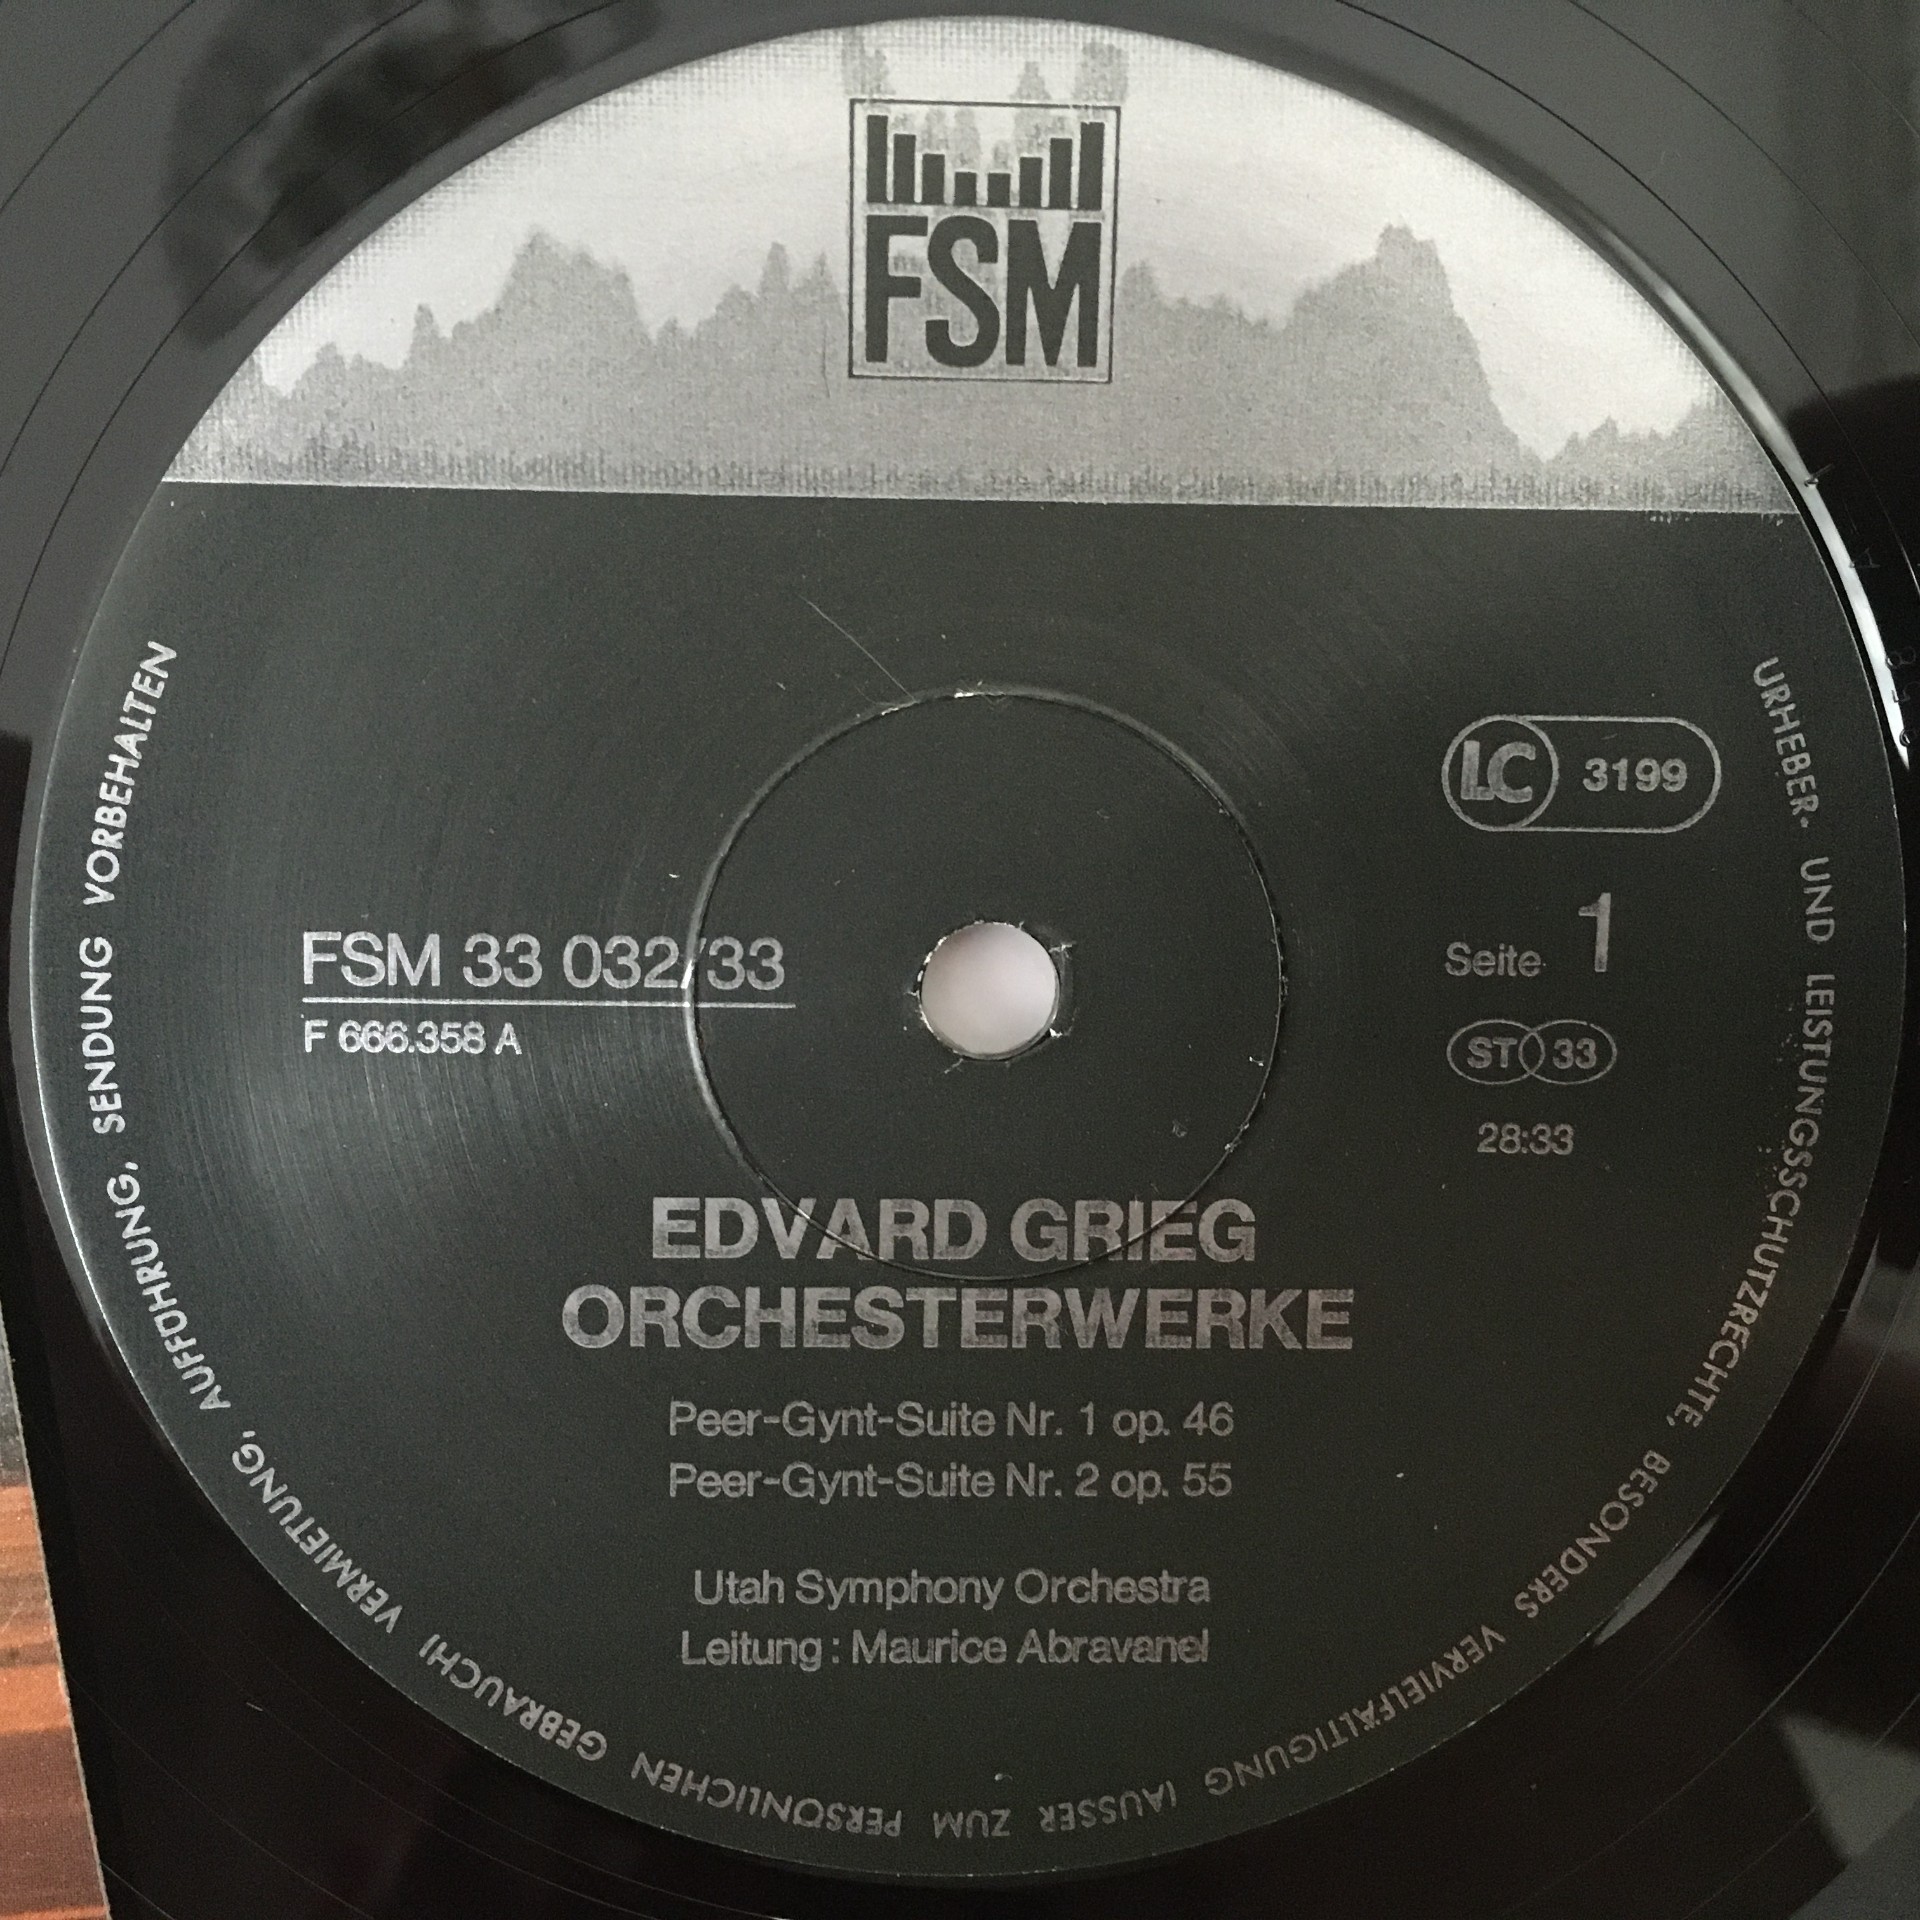 FSM
LC 3199
FSM 33 032/33
F 666.358 A
Seite 1
ST 33
28:33
EDVARD GRIEG
ORCHESTERWERKE
Peer-Gynt-Suite Nr. 1 op. 46
Peer-Gynt-Suite Nr. 2 op. 55
Utah Symphony Orchestra
Leitung: Maurice Abravanel
URHEBER- UND LEISTUNGSSCHUTZRECHTE, BESONDERS VERVIELFÄLTIGUNG (AUSSER ZUM PERSÖNLICHEN GEBRAUCH) VERMIETUNG, AUFFÜHRUNG, SENDUNG VORBEHALTEN